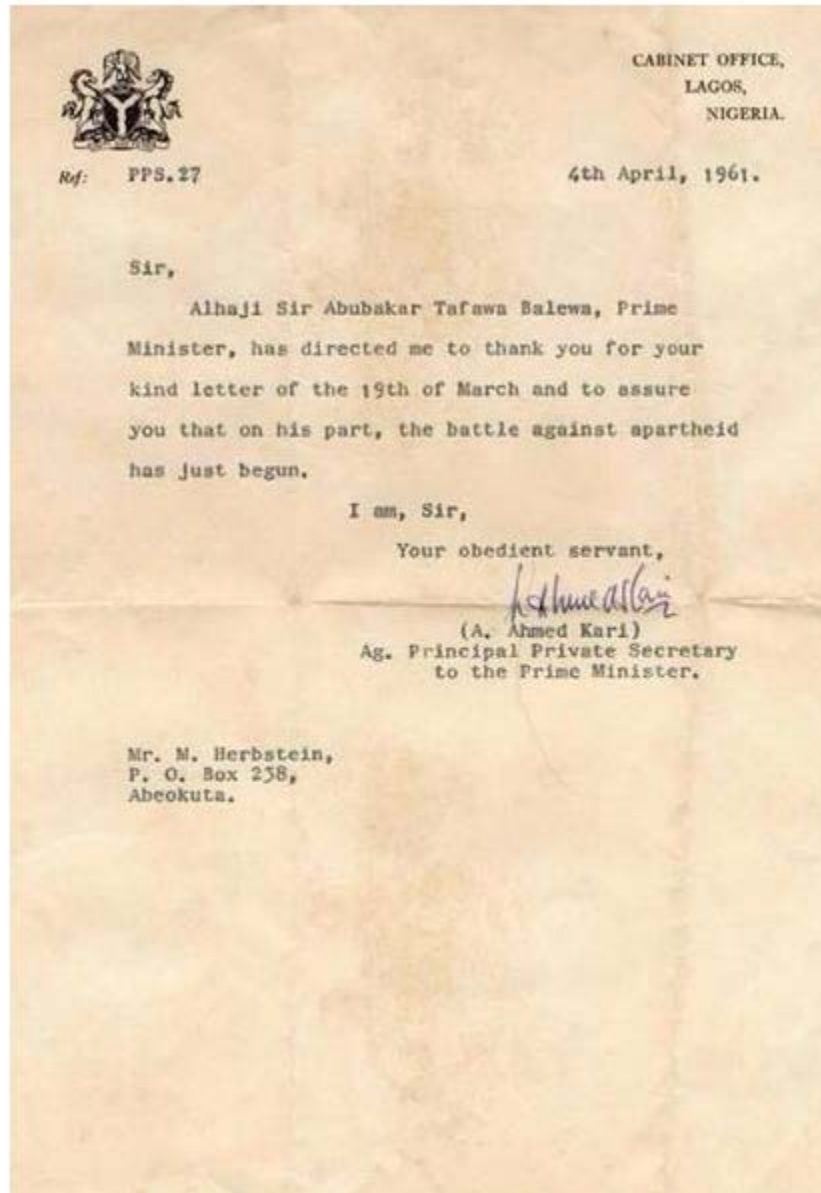 CABINET OFFICE,
LAGOS,
NIGERIA.
Ref: PPS.27
4th April, 1961.
Sir,
Alhaji Sir Abubakar Tafawa Balewa, Prime
Minister, has directed me to thank you for your
kind letter of the 19th of March and to assure
you that on his part, the battle against apartheid
has just begun.
I am, Sir,
Your obedient servant,
(A. Ahmed Kari)
Ag. Principal Private Secretary
to the Prime Minister.
Mr. M. Herbstein,
P. O. Box 238,
Abeokuta.